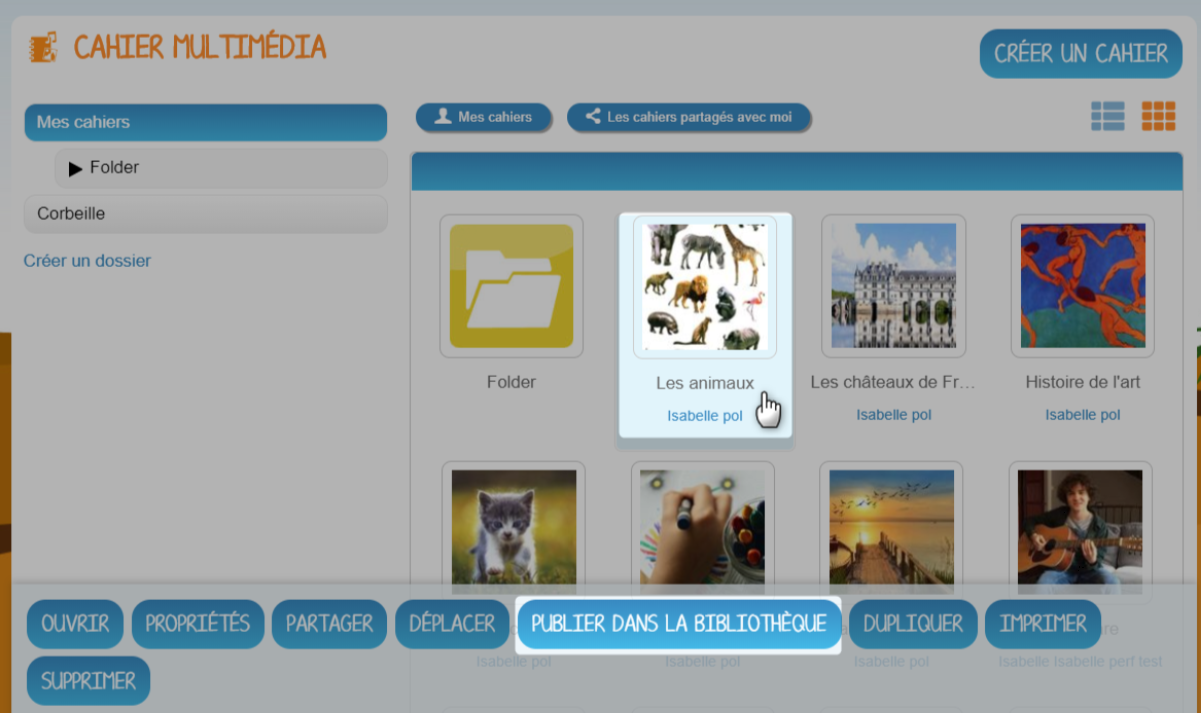 CAHIER MULTIMÉDIA
CRÉER UN CAHIER
Mes cahiers
Folder
Corbeille
Créer un dossier
Mes cahiers
Les cahiers partagés avec moi
Folder
Les animaux
Les châteaux de Fr...
Histoire de l'art
Isabelle pol
Isabelle pol
Isabelle pol
OUVRIR
PROPRIÉTÉS
PARTAGER
DÉPLACER
PUBLIER DANS LA BIBLIOTHÈQUE
DUPLIQUER
IMPRIMER
Isabelle pol
Isabelle pol
Isabelle pol
Isabelle Isabelle perf test
SUPPRIMER